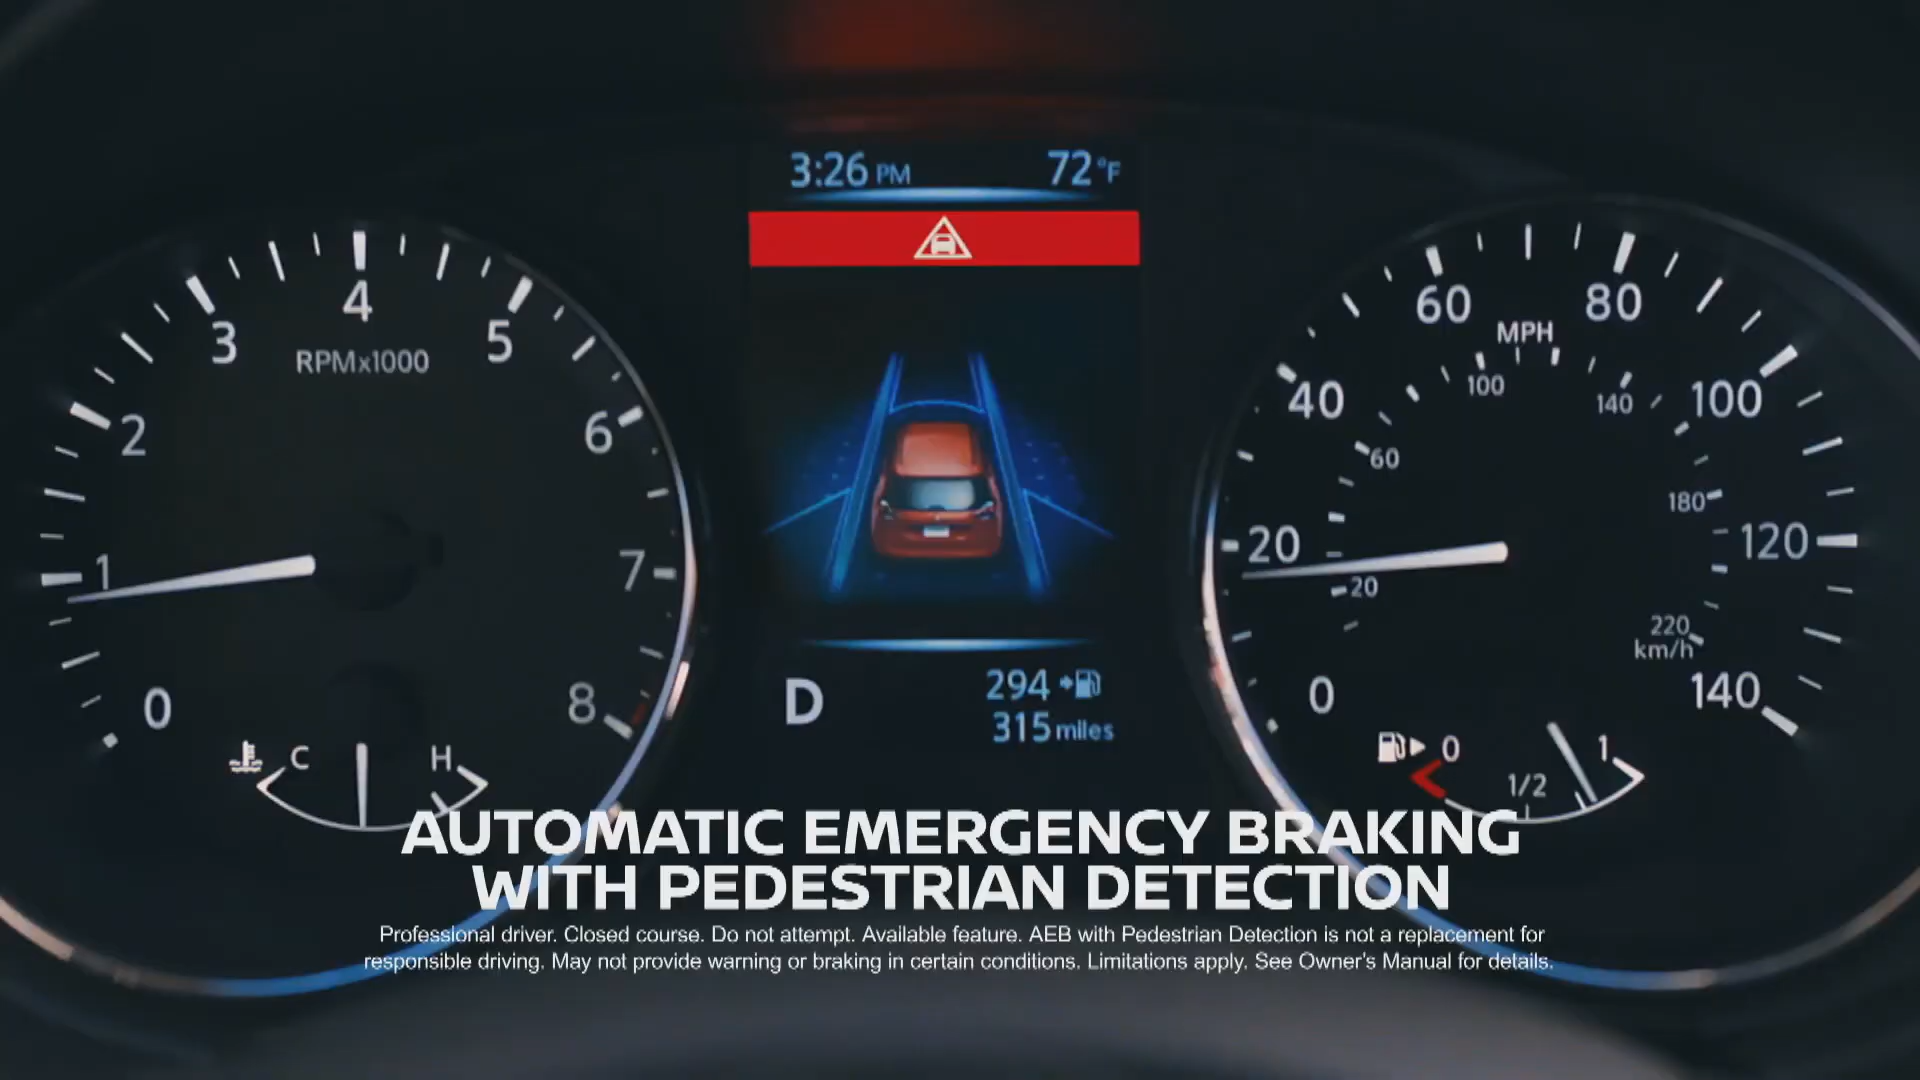 3:26 PM 72°F
4
3 5
RPMx1000
2 6
1 7
0 8
C H
60 80
MPH
40 100
100 140
60 180
20 120
20 220
km/h
0 140
D 294
315 miles
0 1/2 1
AUTOMATIC EMERGENCY BRAKING
WITH PEDESTRIAN DETECTION
Professional driver. Closed course. Do not attempt. Available feature. AEB with Pedestrian Detection is not a replacement for
responsible driving. May not provide warning or braking in certain conditions. Limitations apply. See Owner's Manual for details.